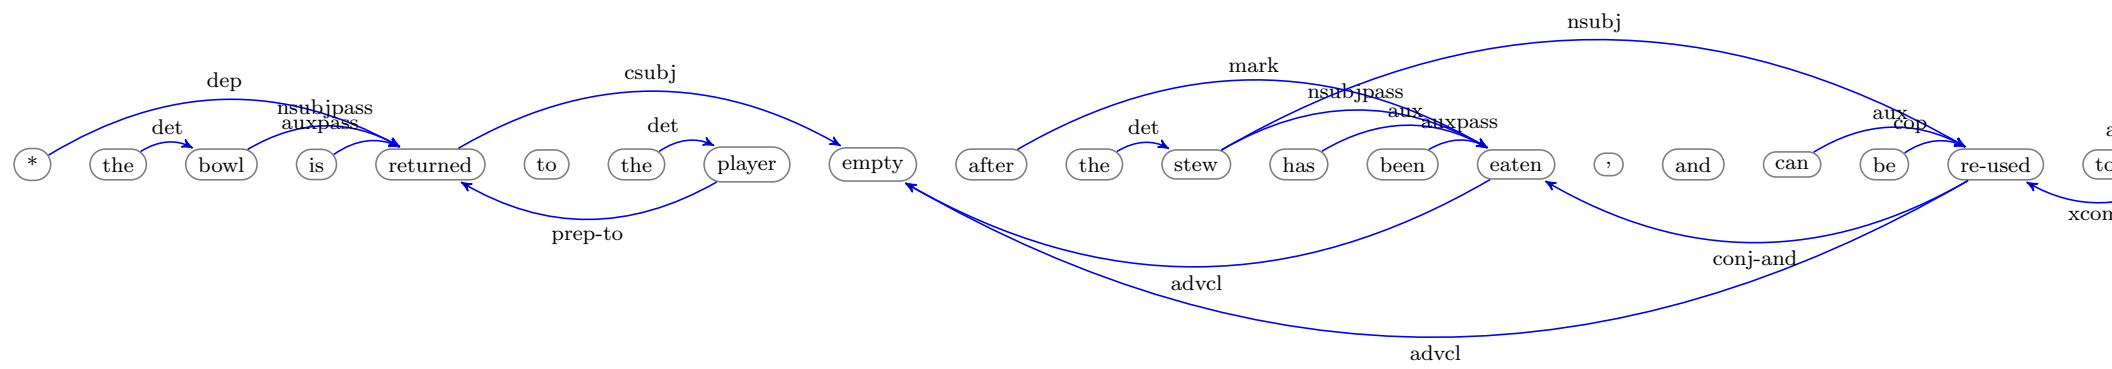 nsubj
mark
csubj
dep
nsubjpass
nsubjpass
aux
aux
auxpass
auxpass
cop
det
det
det
* the bowl is returned to the player empty after the stew has been eaten , and can be re-used
prep-to
conj-and
advcl
advcl